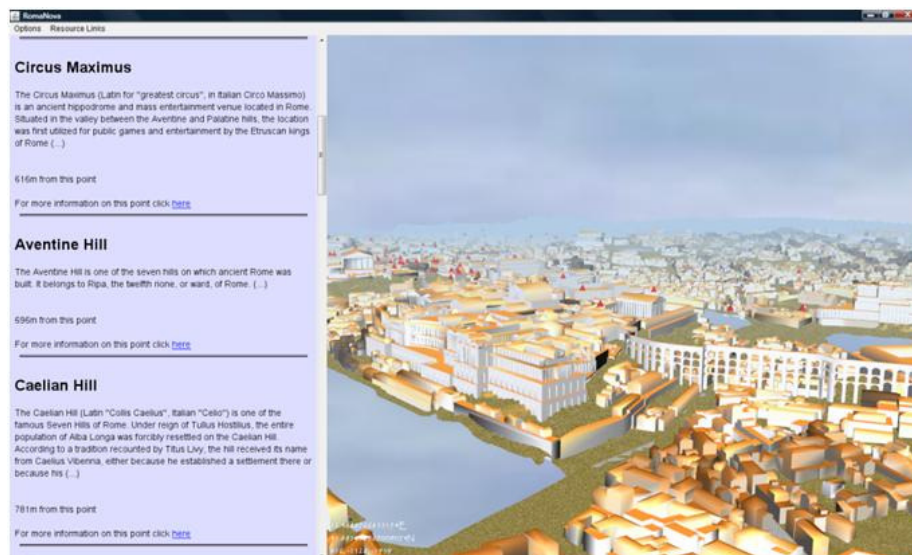 RomaNova
Options Resource Links
Circus Maximus
The Circus Maximus (Latin for "greatest circus", in Italian Circo Massimo)
is an ancient hippodrome and mass entertainment venue located in Rome.
Situated in the valley between the Aventine and Palatine hills, the location
was first utilized for public games and entertainment by the Etruscan kings
of Rome (...)
616m from this point
For more information on this point click here
Aventine Hill
The Aventine Hill is one of the seven hills on which ancient Rome was
built. It belongs to Ripa, the twelfth rione, or ward, of Rome. (...)
696m from this point
For more information on this point click here
Caelian Hill
The Caelian Hill (Latin "Collis Caelius", Italian "Celio") is one of the
famous Seven Hills of Rome. Under reign of Tullus Hostilius, the entire
population of Alba Longa was forcibly resettled on the Caelian Hill.
According to a tradition recounted by Titus Livy, the hill received its name
from Caelius Vibenna, either because he established a settlement there or
because his (...)
781m from this point
For more information on this point click here